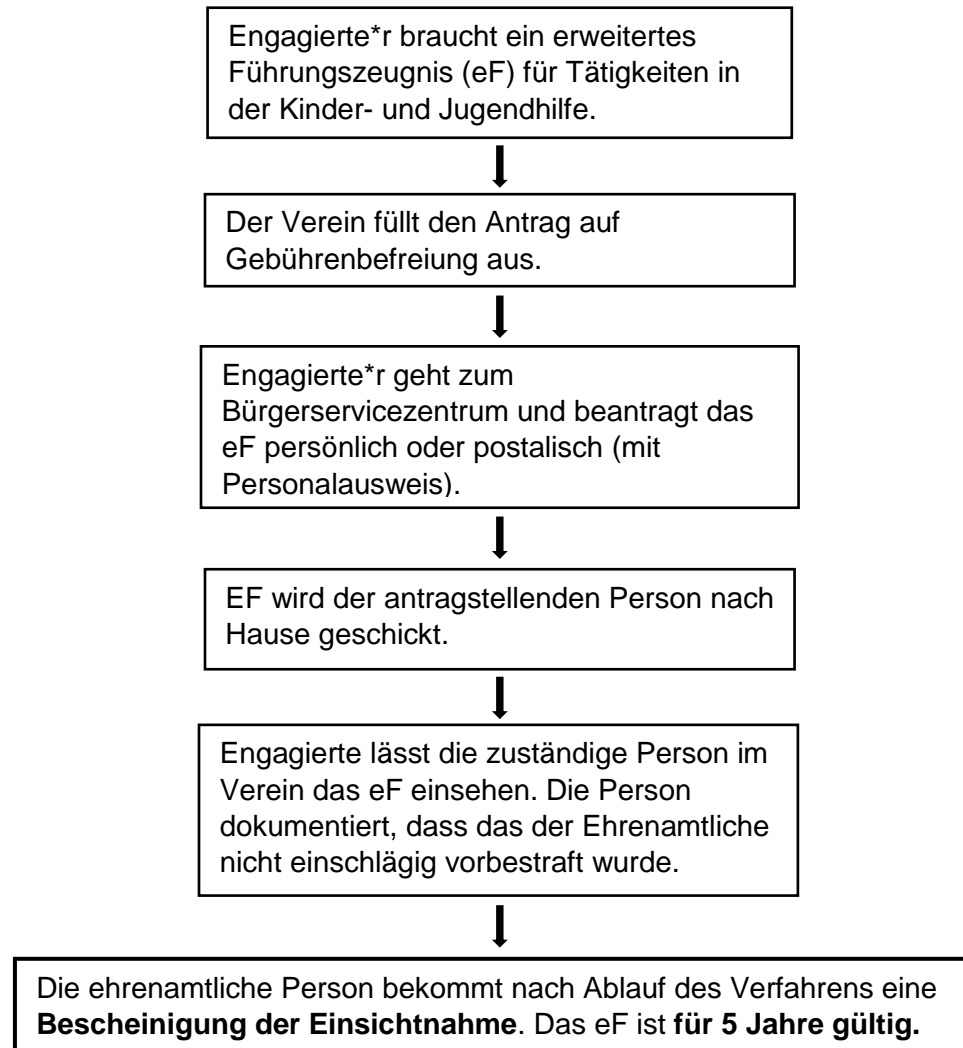 Engagierte*r braucht ein erweitertes
Führungszeugnis (eF) für Tätigkeiten in
der Kinder- und Jugendhilfe.
Der Verein füllt den Antrag auf
Gebührenbefreiung aus.
Engagierte*r geht zum
Bürgerservicezentrum und beantragt das
eF persönlich oder postalisch (mit
Personalausweis).
EF wird der antragstellenden Person nach
Hause geschickt.
Engagierte lässt die zuständige Person im
Verein das eF einsehen. Die Person
dokumentiert, dass das der Ehrenamtliche
nicht einschlägig vorbestraft wurde.
Die ehrenamtliche Person bekommt nach Ablauf des Verfahrens eine
Bescheinigung der Einsichtnahme. Das eF ist für 5 Jahre gültig.